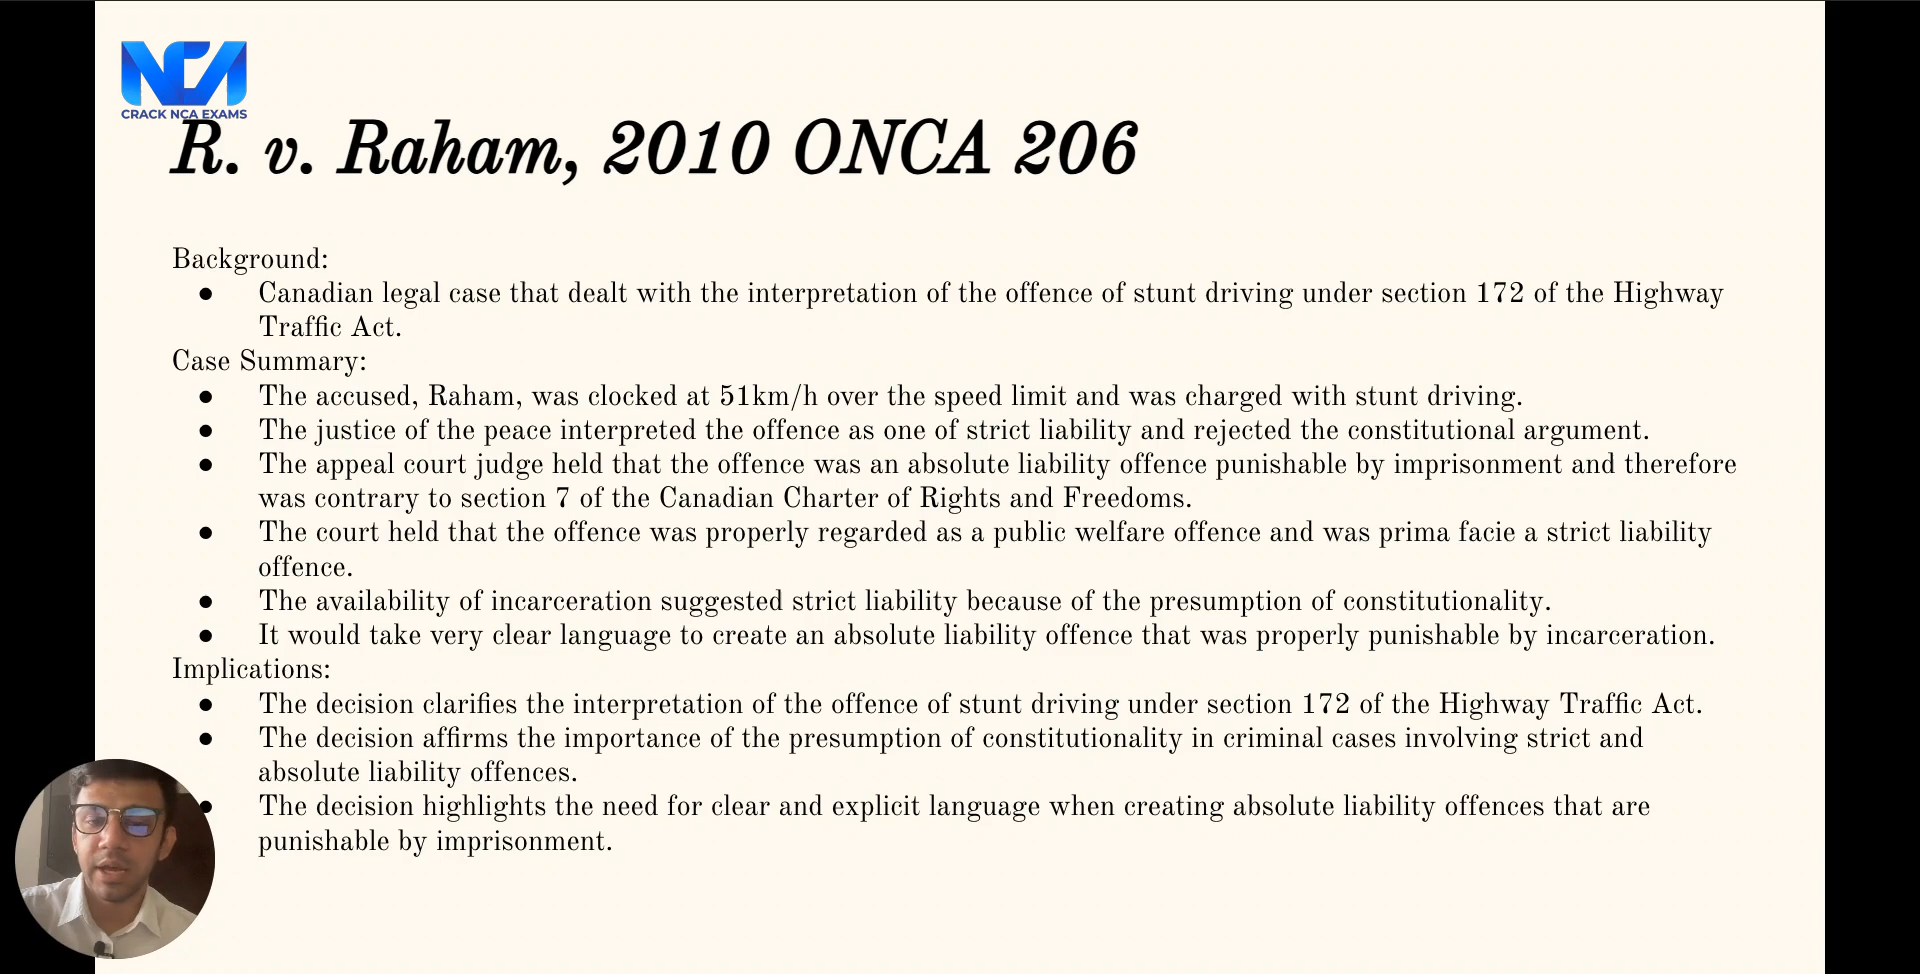 NCA
CRACK NCA EXAMS
R. v. Raham, 2010 ONCA 206
Background:
● Canadian legal case that dealt with the interpretation of the offence of stunt driving under section 172 of the Highway
Traffic Act.
Case Summary:
● The accused, Raham, was clocked at 51km/h over the speed limit and was charged with stunt driving.
● The justice of the peace interpreted the offence as one of strict liability and rejected the constitutional argument.
● The appeal court judge held that the offence was an absolute liability offence punishable by imprisonment and therefore
was contrary to section 7 of the Canadian Charter of Rights and Freedoms.
● The court held that the offence was properly regarded as a public welfare offence and was prima facie a strict liability
offence.
● The availability of incarceration suggested strict liability because of the presumption of constitutionality.
● It would take very clear language to create an absolute liability offence that was properly punishable by incarceration.
Implications:
● The decision clarifies the interpretation of the offence of stunt driving under section 172 of the Highway Traffic Act.
● The decision affirms the importance of the presumption of constitutionality in criminal cases involving strict and
absolute liability offences.
● The decision highlights the need for clear and explicit language when creating absolute liability offences that are
punishable by imprisonment.